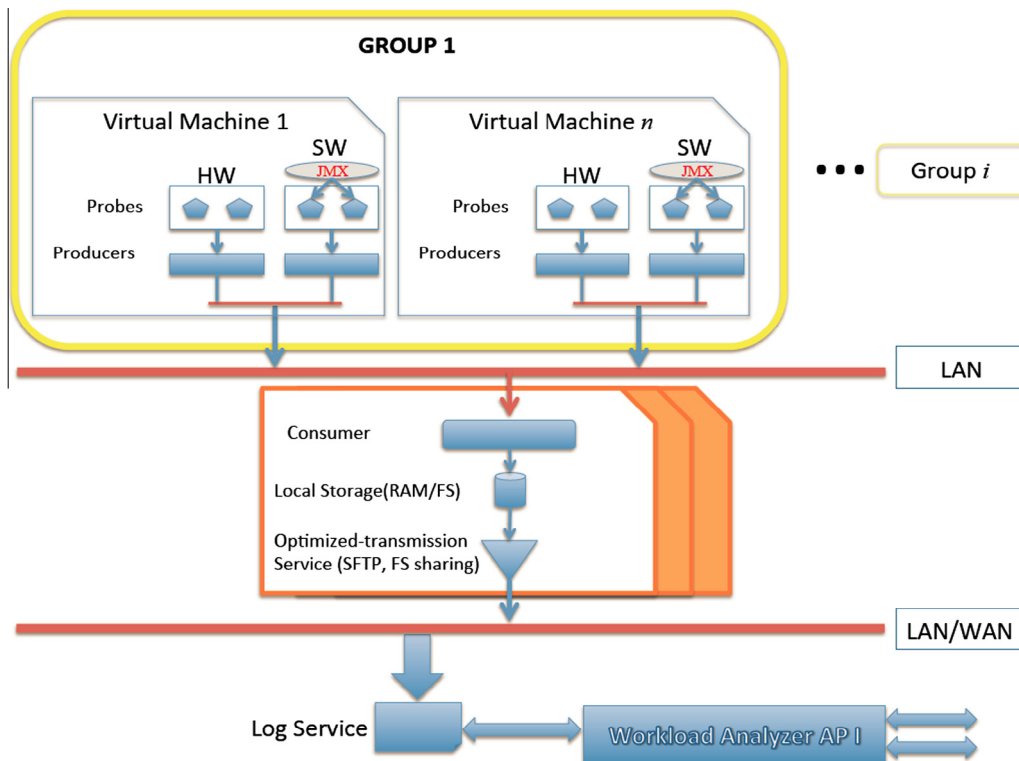 GROUP 1
Virtual Machine 1
SW
JMX
HW
Probes
Producers
Virtual Machine n
SW
JMX
HW
Probes
Producers
•••
Group i
LAN
Consumer
Local Storage(RAM/FS)
Optimized-transmission
Service (SFTP, FS sharing)
LAN/WAN
Log Service
Workload Analyzer AP I